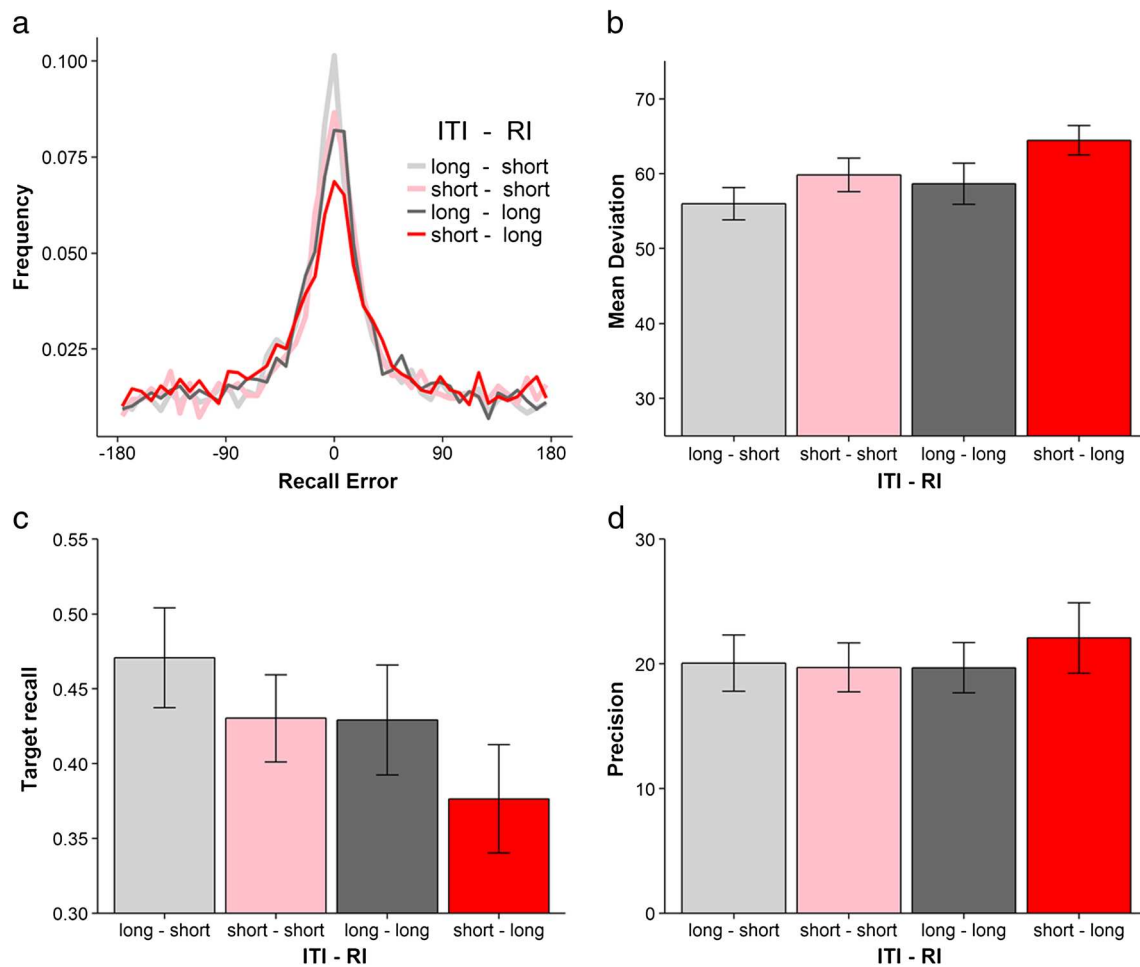 a
0.100
0.075
0.050
0.025
Frequency
-180 -90 0 90 180
Recall Error
ITI - RI
long - short
short - short
long - long
short - long
b
70
60
50
40
30
Mean Deviation
long - short short - short long - long short - long
ITI - RI
c
0.55
0.50
0.45
0.40
0.35
0.30
Target recall
long - short short - short long - long short - long
ITI - RI
d
30
20
10
0
Precision
long - short short - short long - long short - long
ITI - RI